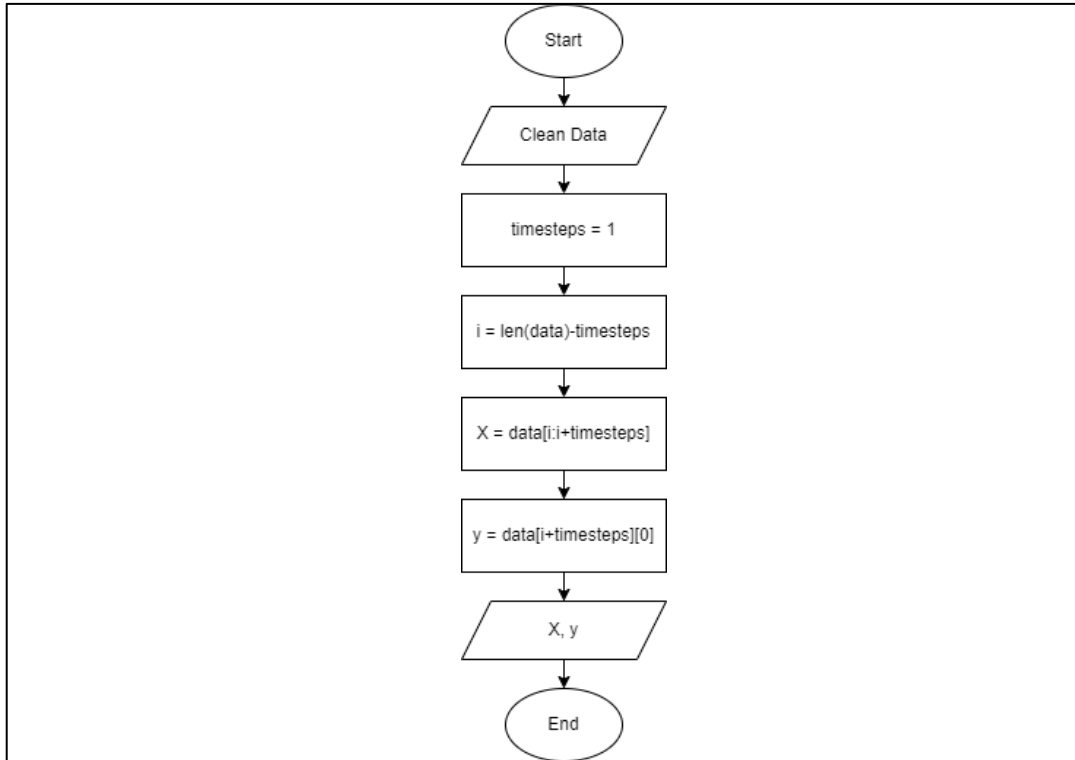 Start
Clean Data
timesteps = 1
i = len(data)-timesteps
X = data[i:i+timesteps]
y = data[i+timesteps][0]
X, y
End